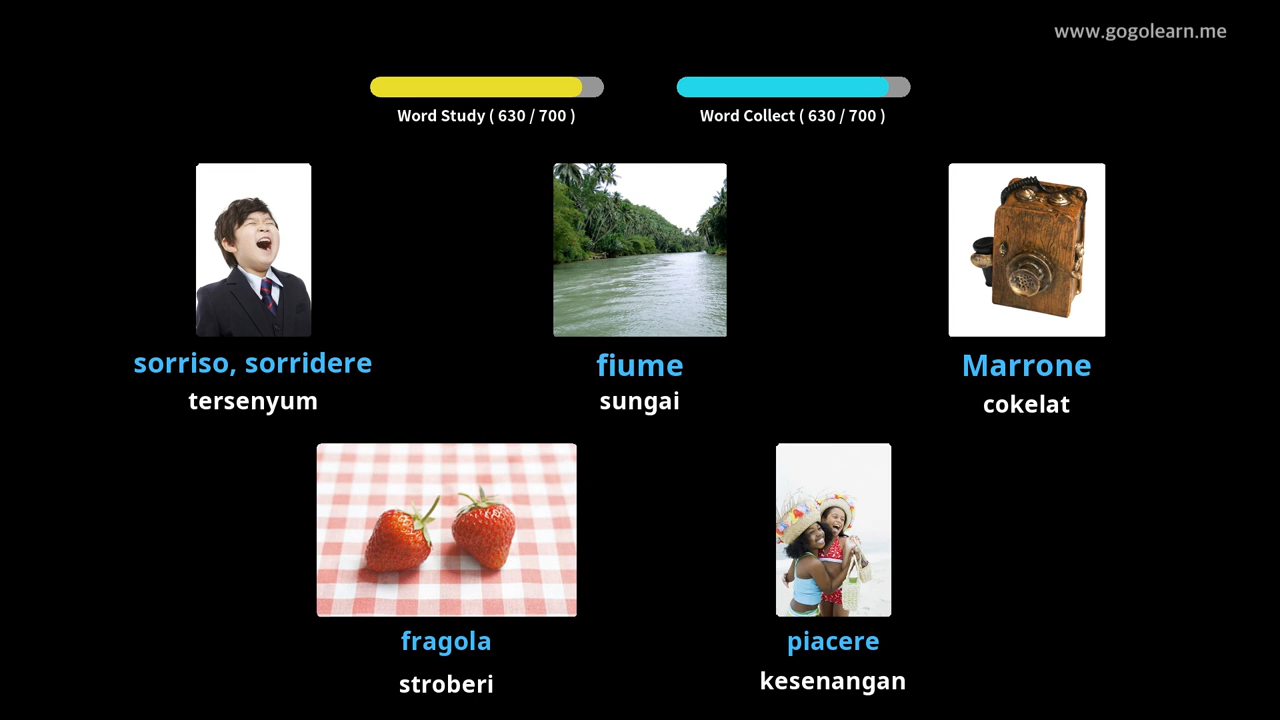 www.gogolearn.me
Word Study ( 630 / 700 )
Word Collect ( 630 / 700 )
sorriso, sorridere
tersenyum
fiume
sungai
Marrone
cokelat
fragola
stroberi
piacere
kesenangan